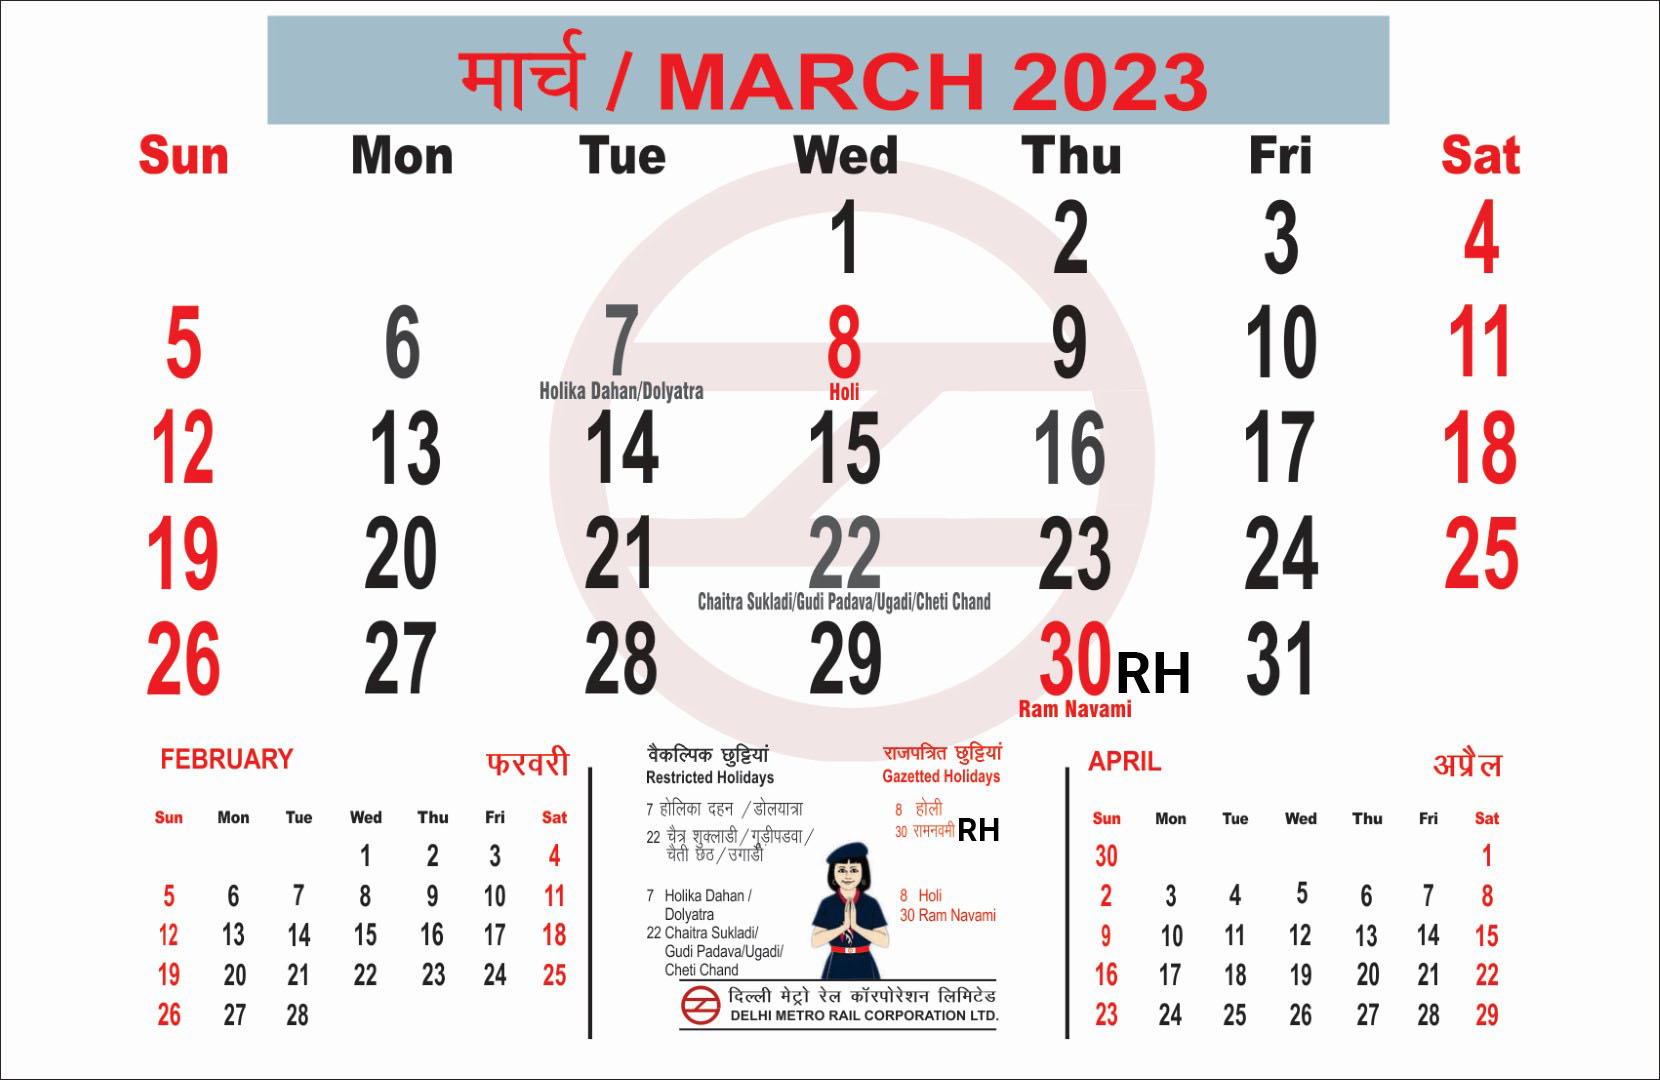 मार्च / MARCH 2023
Sun Mon Tue Wed Thu Fri Sat
1 2 3 4
5 6 7 8 9 10 11
Holika Dahan/Dolyatra Holi
12 13 14 15 16 17 18
19 20 21 22 23 24 25
Chaitra Sukladi/Gudi Padava/Ugadi/Cheti Chand
26 27 28 29 30 RH 31
Ram Navami
FEBRUARY फरवरी
Sun Mon Tue Wed Thu Fri Sat
1 2 3 4
5 6 7 8 9 10 11
12 13 14 15 16 17 18
19 20 21 22 23 24 25
26 27 28
वैकल्पिक छुट्टियां
Restricted Holidays
7 होलिका दहन / डोलयात्रा
22 चैत्र शुक्लाडी / गुड़ीपडवा /
चैती छठ / उगाडी
7 Holika Dahan /
Dolyatra
22 Chaitra Sukladi/
Gudi Padava/Ugadi/
Cheti Chand
राजपत्रित छुट्टियां
Gazetted Holidays
8 होली
30 रामनवमी RH
8 Holi
30 Ram Navami
दिल्ली मेट्रो रेल कॉरपोरेशन लिमिटेड
DELHI METRO RAIL CORPORATION LTD.
APRIL अप्रैल
Sun Mon Tue Wed Thu Fri Sat
30 1
2 3 4 5 6 7 8
9 10 11 12 13 14 15
16 17 18 19 20 21 22
23 24 25 26 27 28 29